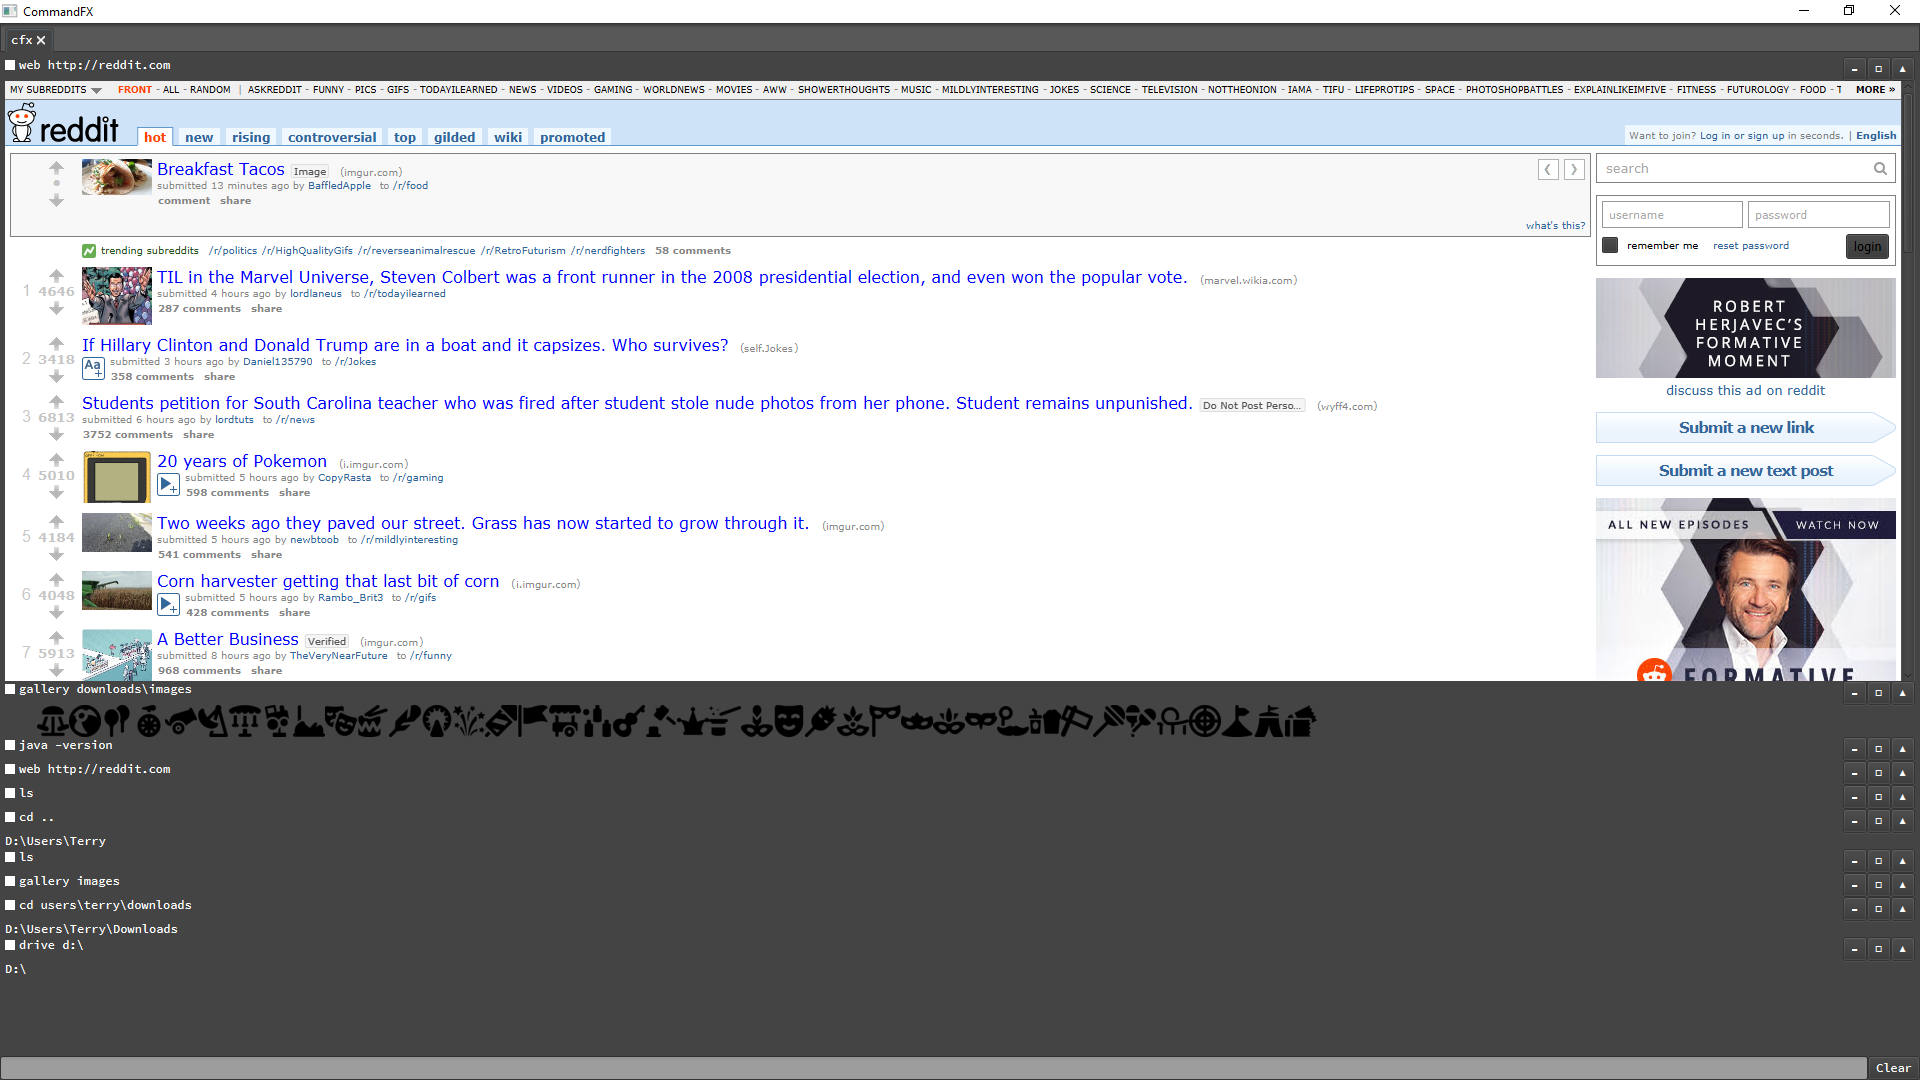 CommandFX
cfx
web http://reddit.com
MY SUBREDDITS FRONT - ALL - RANDOM | ASKREDDIT - FUNNY - PICS - GIFS - TODAYILEARNED - NEWS - VIDEOS - GAMING - WORLDNEWS - MOVIES - AWW - SHOWERTHOUGHTS - MUSIC - MILDLYINTERESTING - JOKES - SCIENCE - TELEVISION - NOTTHEONION - IAMA - TIFU - LIFEPROTIPS - SPACE - PHOTOSHOPBATTLES - EXPLAINLIKEIMFIVE - FITNESS - FUTUROLOGY - FOOD - T MORE »
reddit hot new rising controversial top gilded wiki promoted
Want to join? Log in or sign up in seconds. | English
Breakfast Tacos Image (imgur.com)
submitted 13 minutes ago by BaffledApple to /r/food
comment share
what's this?
trending subreddits /r/politics /r/HighQualityGifs /r/reverseanimalrescue /r/RetroFuturism /r/nerdfighters 58 comments
1 4646 TIL in the Marvel Universe, Steven Colbert was a front runner in the 2008 presidential election, and even won the popular vote. (marvel.wikia.com)
submitted 4 hours ago by lordlaneus to /r/todayilearned
287 comments share
2 3418 If Hillary Clinton and Donald Trump are in a boat and it capsizes. Who survives? (self.Jokes)
Aa+ submitted 3 hours ago by Daniel135790 to /r/Jokes
358 comments share
3 6813 Students petition for South Carolina teacher who was fired after student stole nude photos from her phone. Student remains unpunished. Do Not Post Perso... (wyff4.com)
submitted 6 hours ago by lordtuts to /r/news
3752 comments share
4 5010 20 years of Pokemon (i.imgur.com)
submitted 5 hours ago by CopyRasta to /r/gaming
598 comments share
5 4184 Two weeks ago they paved our street. Grass has now started to grow through it. (imgur.com)
submitted 5 hours ago by newbtoob to /r/mildlyinteresting
541 comments share
6 4048 Corn harvester getting that last bit of corn (i.imgur.com)
submitted 5 hours ago by Rambo_Brit3 to /r/gifs
428 comments share
7 5913 A Better Business Verified (imgur.com)
submitted 8 hours ago by TheVeryNearFuture to /r/funny
968 comments share
search
username password
remember me reset password login
ROBERT
HERJAVEC'S
FORMATIVE
MOMENT
discuss this ad on reddit
Submit a new link
Submit a new text post
ALL NEW EPISODES WATCH NOW
FORMATIVE
gallery downloads\images
java -version
web http://reddit.com
ls
cd ..
D:\Users\Terry
ls
gallery images
cd users\terry\downloads
D:\Users\Terry\Downloads
drive d:\
D:\
Clear